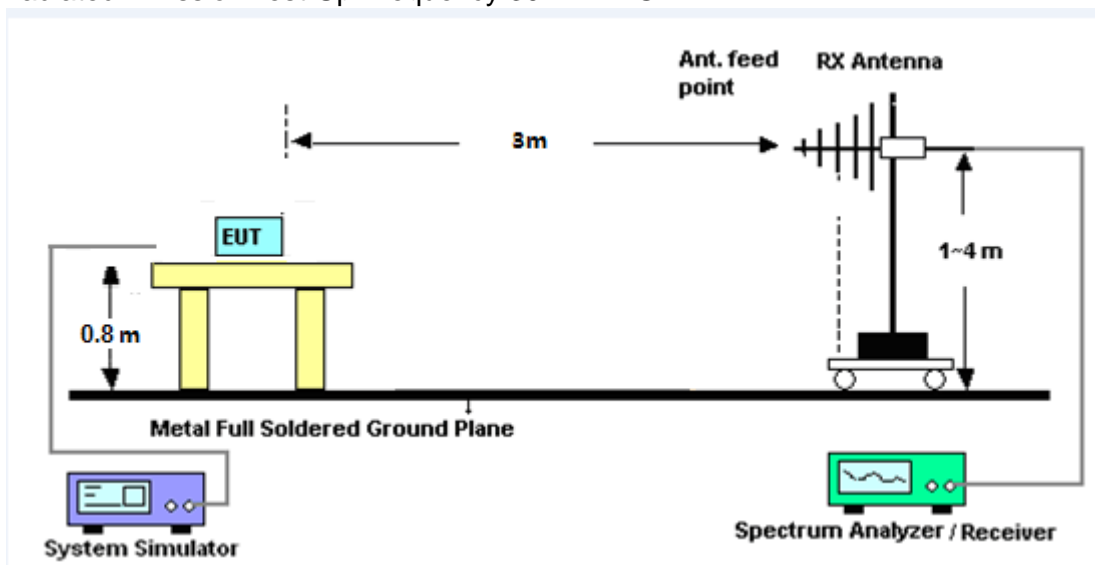 Ant. feed
point
RX Antenna
3m
EUT
1~4 m
0.8 m
Metal Full Soldered Ground Plane
System Simulator
Spectrum Analyzer / Receiver